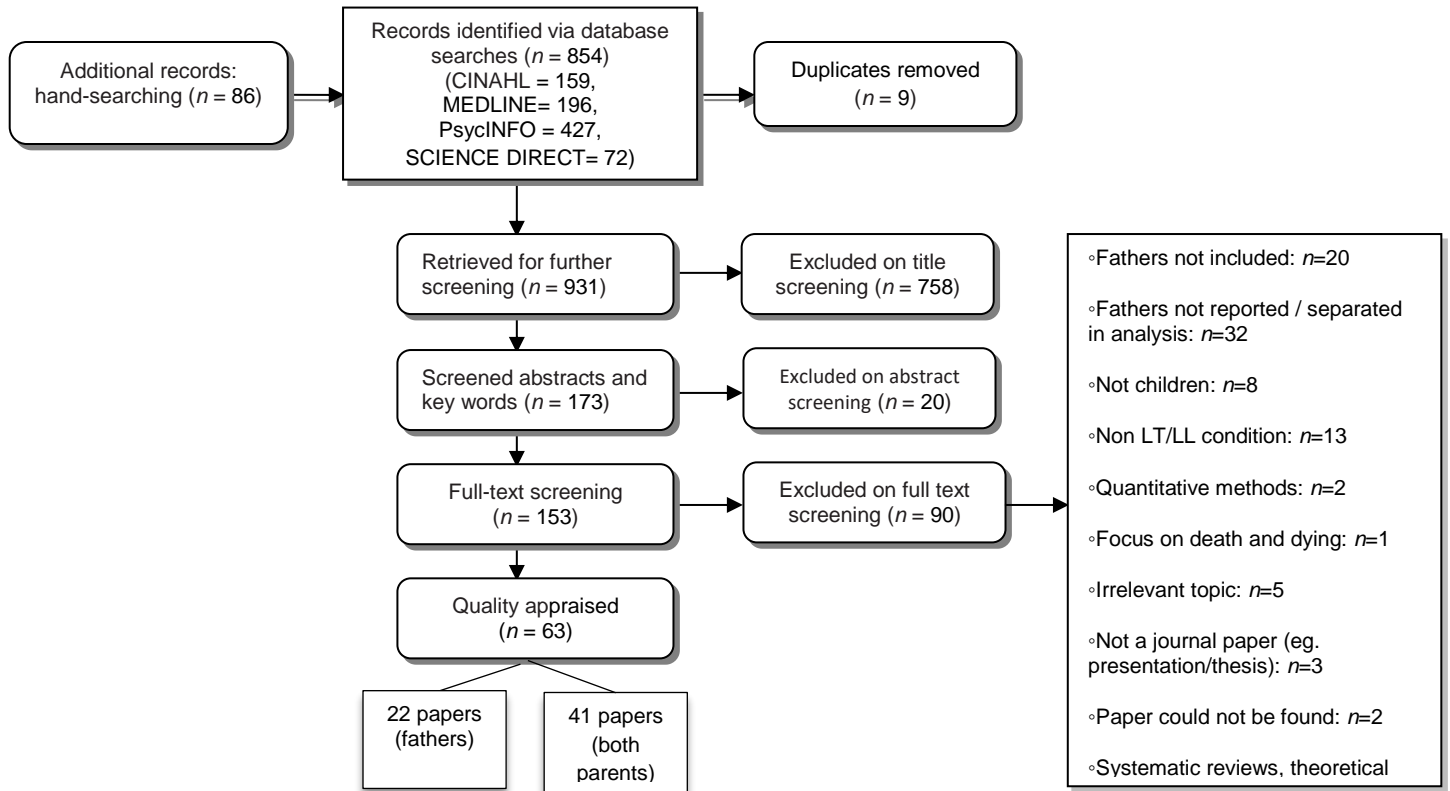 Additional records:
hand-searching (n = 86)
Records identified via database
searches (n = 854)
(CINAHL = 159,
MEDLINE= 196,
PsycINFO = 427,
SCIENCE DIRECT= 72)
Duplicates removed
(n = 9)
Retrieved for further
screening (n = 931)
Excluded on title
screening (n = 758)
Screened abstracts and
key words (n = 173)
Excluded on abstract
screening (n = 20)
Full-text screening
(n = 153)
Excluded on full text
screening (n = 90)
◦Fathers not included: n=20
◦Fathers not reported / separated
in analysis: n=32
◦Not children: n=8
◦Non LT/LL condition: n=13
◦Quantitative methods: n=2
◦Focus on death and dying: n=1
◦Irrelevant topic: n=5
◦Not a journal paper (eg.
presentation/thesis): n=3
◦Paper could not be found: n=2
◦Systematic reviews, theoretical
Quality appraised
(n = 63)
22 papers
(fathers)
41 papers
(both
parents)